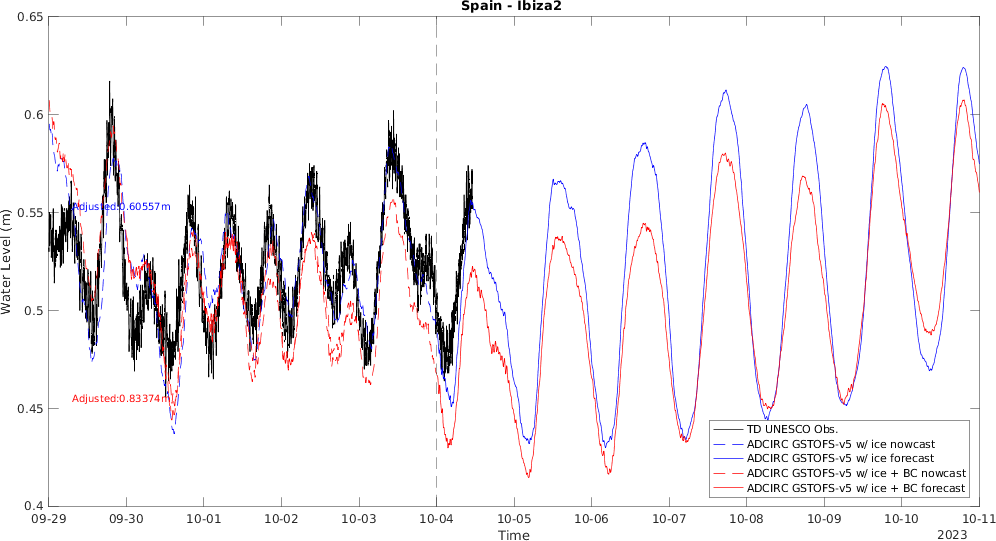 Spain - Ibiza2
Water Level (m)
0.65
0.6
0.55
0.5
0.45
0.4
Adjusted:0.60557m
Adjusted:0.83374m
TD UNESCO Obs.
ADCIRC GSTOFS-v5 w/ ice nowcast
ADCIRC GSTOFS-v5 w/ ice forecast
ADCIRC GSTOFS-v5 w/ ice + BC nowcast
ADCIRC GSTOFS-v5 w/ ice + BC forecast
09-29 09-30 10-01 10-02 10-03 10-04 10-05 10-06 10-07 10-08 10-09 10-10 10-11
Time
2023